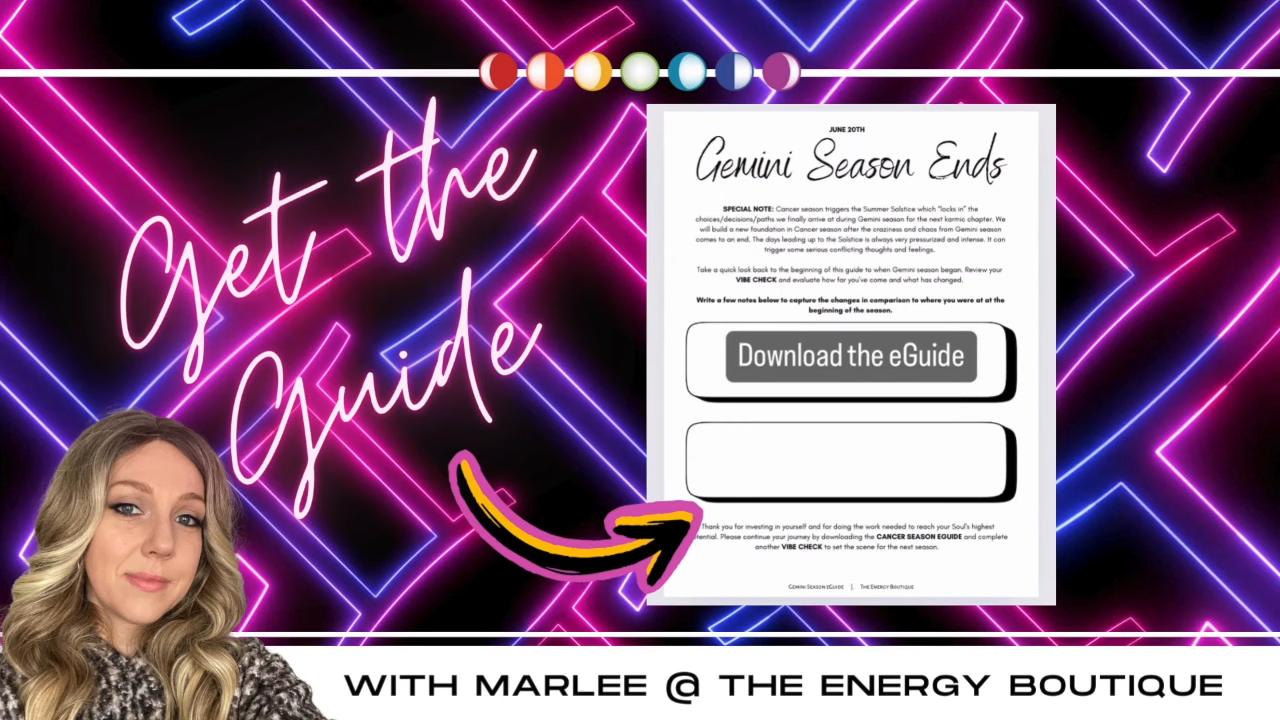 Get the
Guide
JUNE 20TH
Gemini Season Ends
SPECIAL NOTE: Cancer season triggers the Summer Solstice which "locks in" the
choices/decisions/paths we finally arrive at during Gemini season for the next karmic chapter. We
will build a new foundation in Cancer season after the craziness and chaos from Gemini season
comes to an end. The days leading up to the Solstice is always very pressurized and intense. It can
trigger some serious conflicting thoughts and feelings.
Take a quick look back to the beginning of this guide to when Gemini season began. Review your
VIBE CHECK and evaluate how far you've come and what has changed.
Write a few notes below to capture the changes in comparison to where you were at at the
beginning of the season.
Download the eGuide
Thank you for investing in yourself and for doing the work needed to reach your Soul's highest
tential. Please continue your journey by downloading the CANCER SEASON EGUIDE and complete
another VIBE CHECK to set the scene for the next season.
GEMINI SEASON EGUIDE | THE ENERGY BOUTIQUE
WITH MARLEE @ THE ENERGY BOUTIQUE